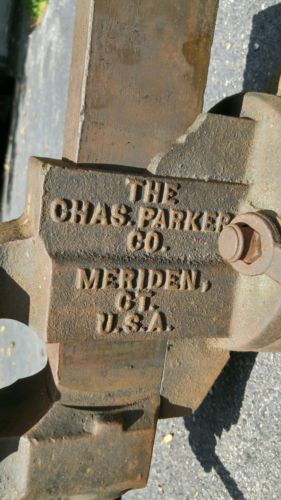 THE
CHAS. PARKER
CO.
MERIDEN,
CT.
U.S.A.